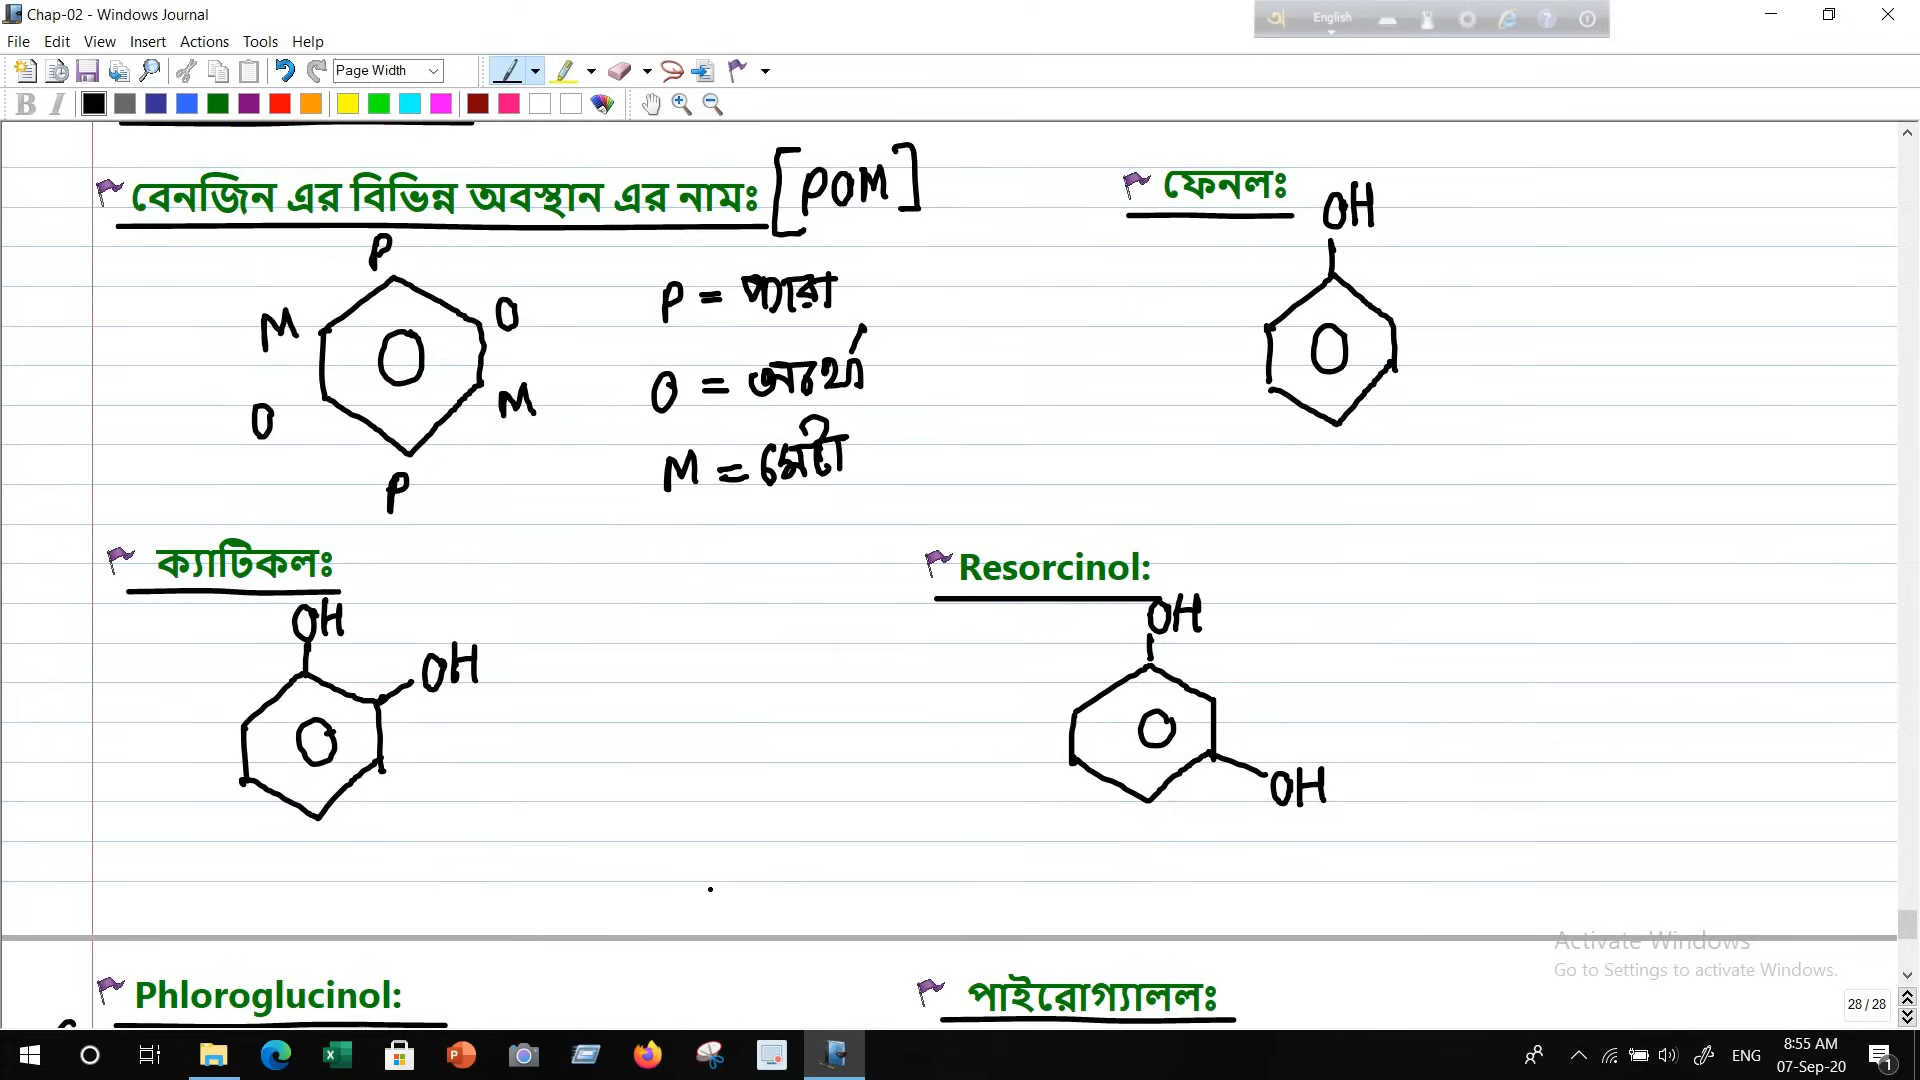 Chap-02 - Windows Journal
English
File Edit View Insert Actions Tools Help
Page Width
B I
বেনজিন এর বিভিন্ন অবস্থান এর নামঃ [POM]
ফেনলঃ
OH
P
M
O
O
M
P
P = প্যারা
O = অর্থো
M = মেটা
ক্যাটিকলঃ
OH
OH
Resorcinol:
OH
OH
Activate Windows
Go to Settings to activate Windows.
Phloroglucinol:
পাইরোগ্যাললঃ
28 / 28
ENG
8:55 AM
07-Sep-20
1